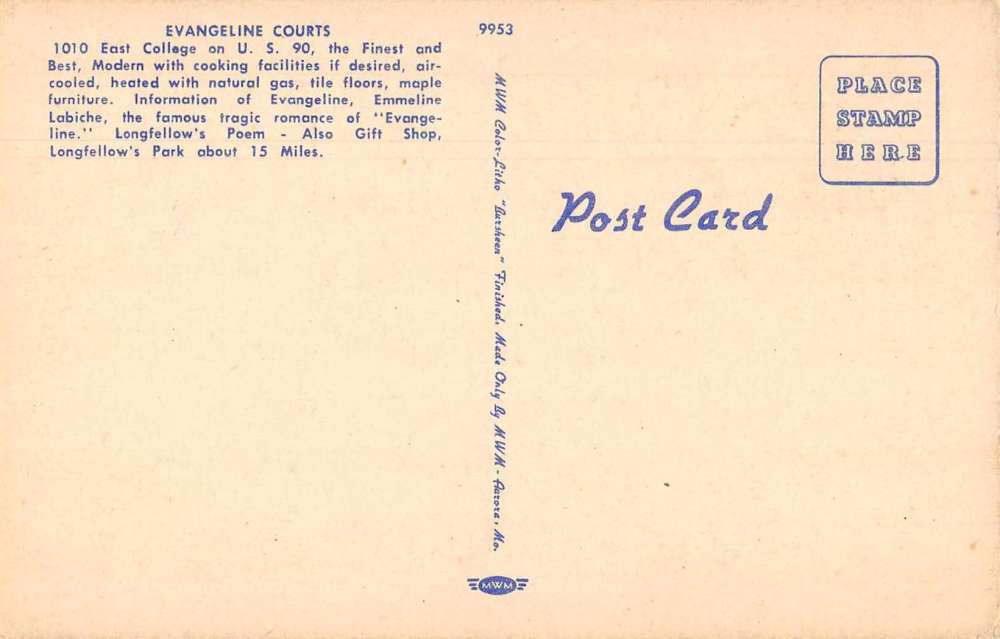 EVANGELINE COURTS
1010 East College on U. S. 90, the Finest and
Best, Modern with cooking facilities if desired, air-
cooled, heated with natural gas, tile floors, maple
furniture. Information of Evangeline, Emmeline
Labiche, the famous tragic romance of "Evange-
line." Longfellow's Poem - Also Gift Shop,
Longfellow's Park about 15 Miles.
9953
MWM Color-Litho "Aursheen" Finished, Made Only By MWM - Aurora, Mo.
MWM
Post Card
PLACE
STAMP
HERE